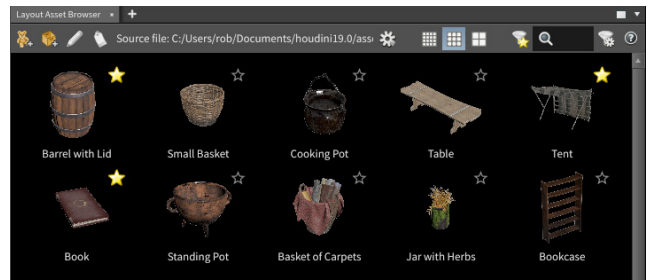 Layout Asset Browser
Source file: C:/Users/rob/Documents/houdini19.0/ass
Barrel with Lid
Small Basket
Cooking Pot
Table
Tent
Book
Standing Pot
Basket of Carpets
Jar with Herbs
Bookcase